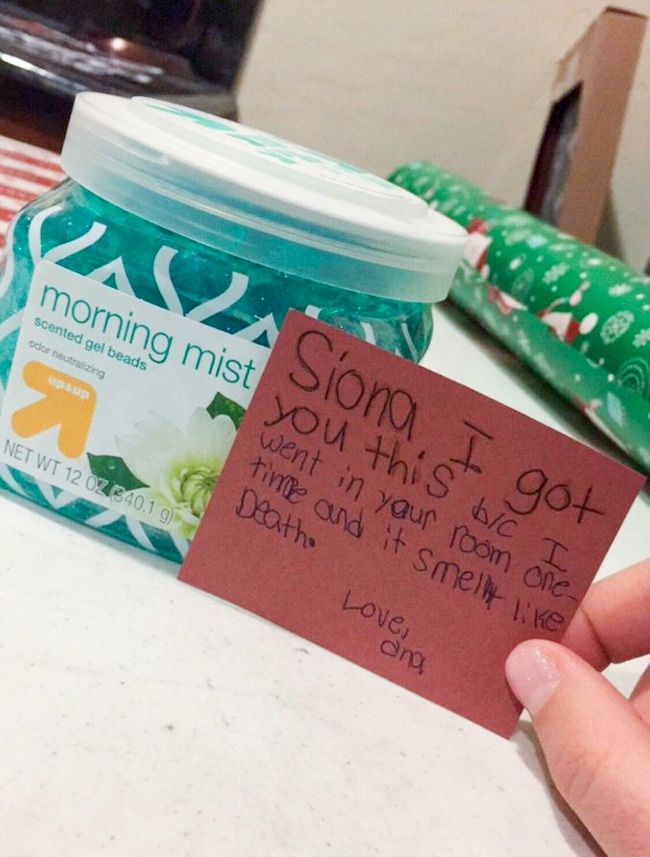 morning mist
scented gel beads
odor neutralizing
up&up
NET WT 12 OZ (340.1 g)
Siona I got
you this b/c I
went in your room one
time and it smellt like
Death.
Love,
ana